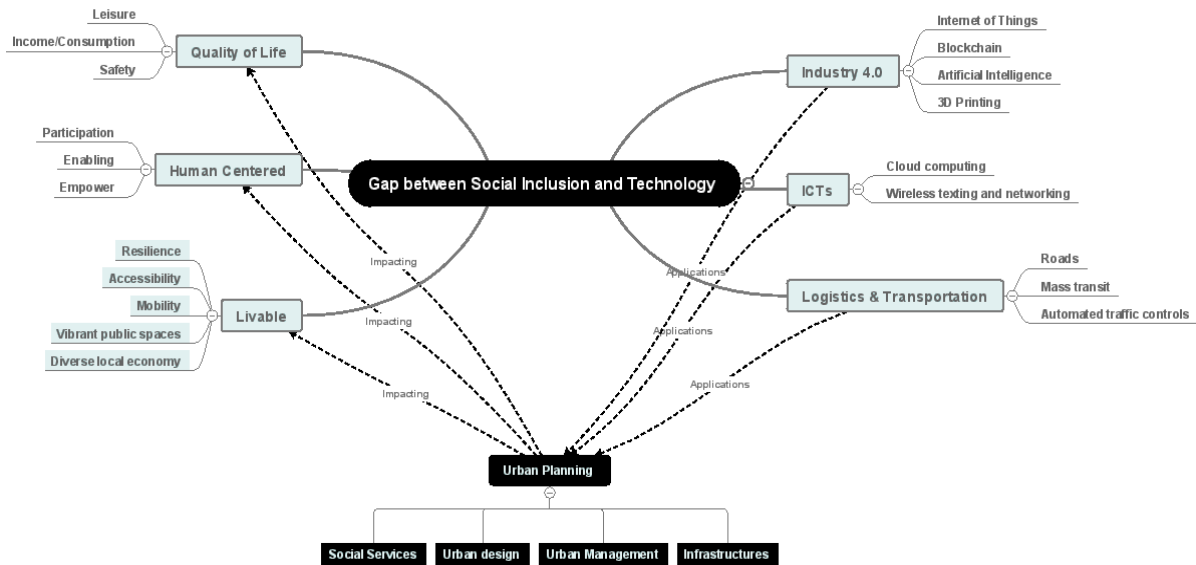 Leisure
Income/Consumption
Safety
Quality of Life
Participation
Enabling
Empower
Human Centered
Resilience
Accessibility
Mobility
Vibrant public spaces
Diverse local economy
Livable
Gap between Social Inclusion and Technology
Industry 4.0
Internet of Things
Blockchain
Artificial Intelligence
3D Printing
ICTs
Cloud computing
Wireless texting and networking
Logistics & Transportation
Roads
Mass transit
Automated traffic controls
Impacting
Impacting
Impacting
Applications
Applications
Applications
Urban Planning
Social Services
Urban design
Urban Management
Infrastructures